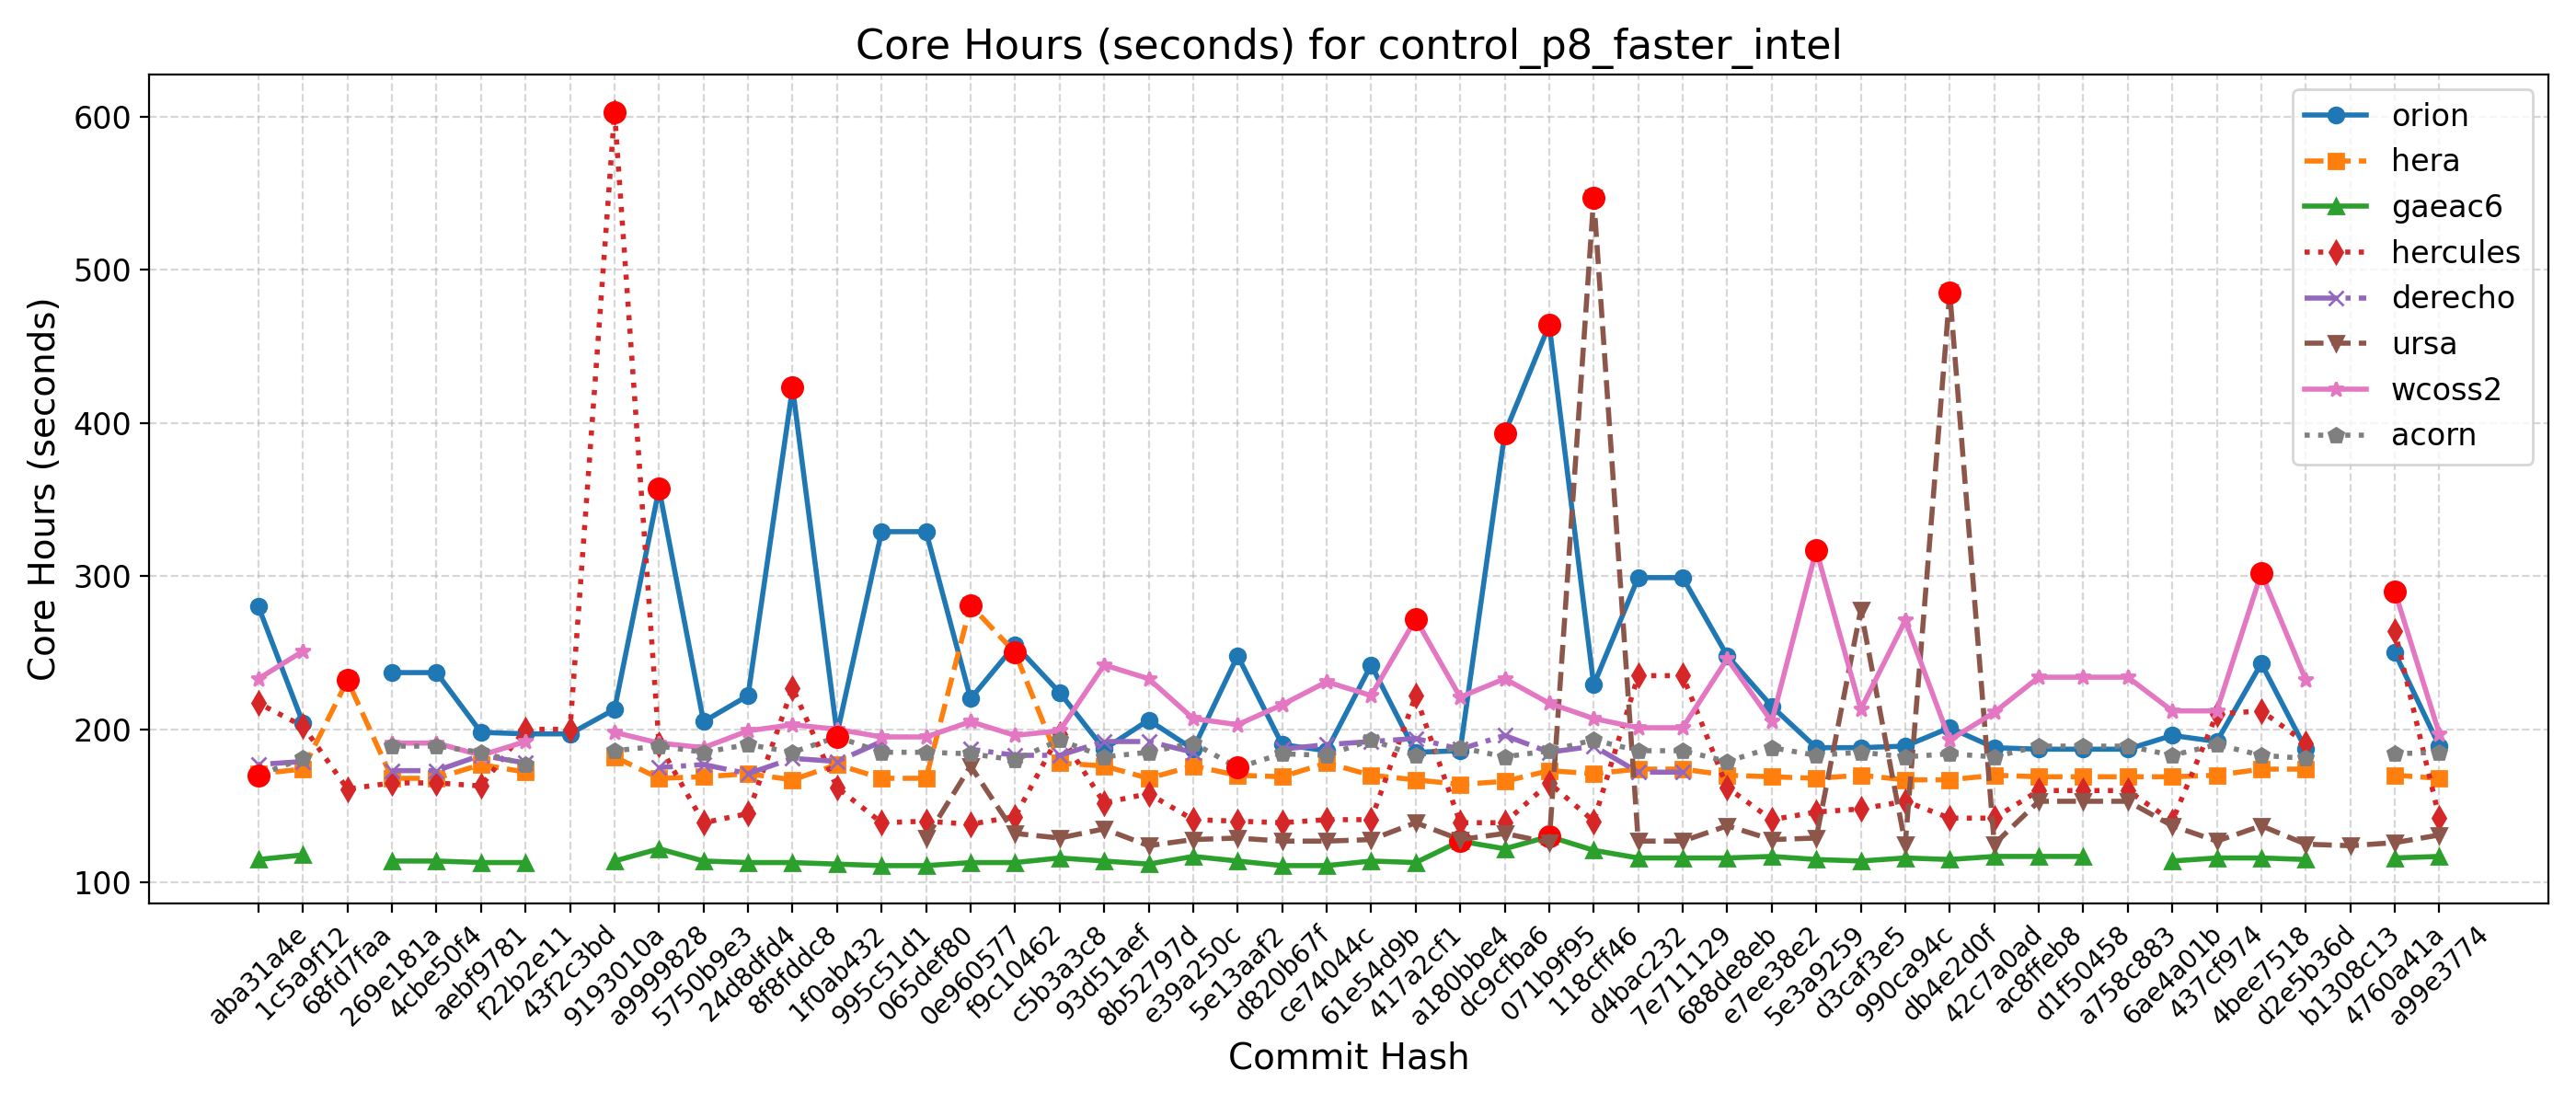 Core Hours (seconds) for control_p8_faster_intel
Core Hours (seconds)
600
500
400
300
200
100
orion
hera
gaeac6
hercules
derecho
ursa
wcoss2
acorn
aba31a4e
1c5a9f12
68fd7faa
269e181a
4cbe50f4
aebf9781
f22b2e11
43f2c3bd
9193010a
a9999828
5750b9e3
24d8dfd4
8f8fddc8
1f0ab432
995c51d1
065def80
0e960577
f9c10462
c5b3a3c8
93d51aef
8b52797d
e39a250c
5e13aaf2
d820b67f
ce74044c
61e54d9b
417a2cf1
a180bbe4
dc9cfba6
071b9f95
118cff46
d4bac232
7e711129
688de8eb
e7ee38e2
5e3a9259
d3caf3e5
990ca94c
db4e2d0f
42c7a0ad
ac8ffeb8
d1f50458
a758c883
6ae4a01b
437cf974
4bee7518
d2e5b36d
b1308c13
4760a41a
a99e3774
Commit Hash